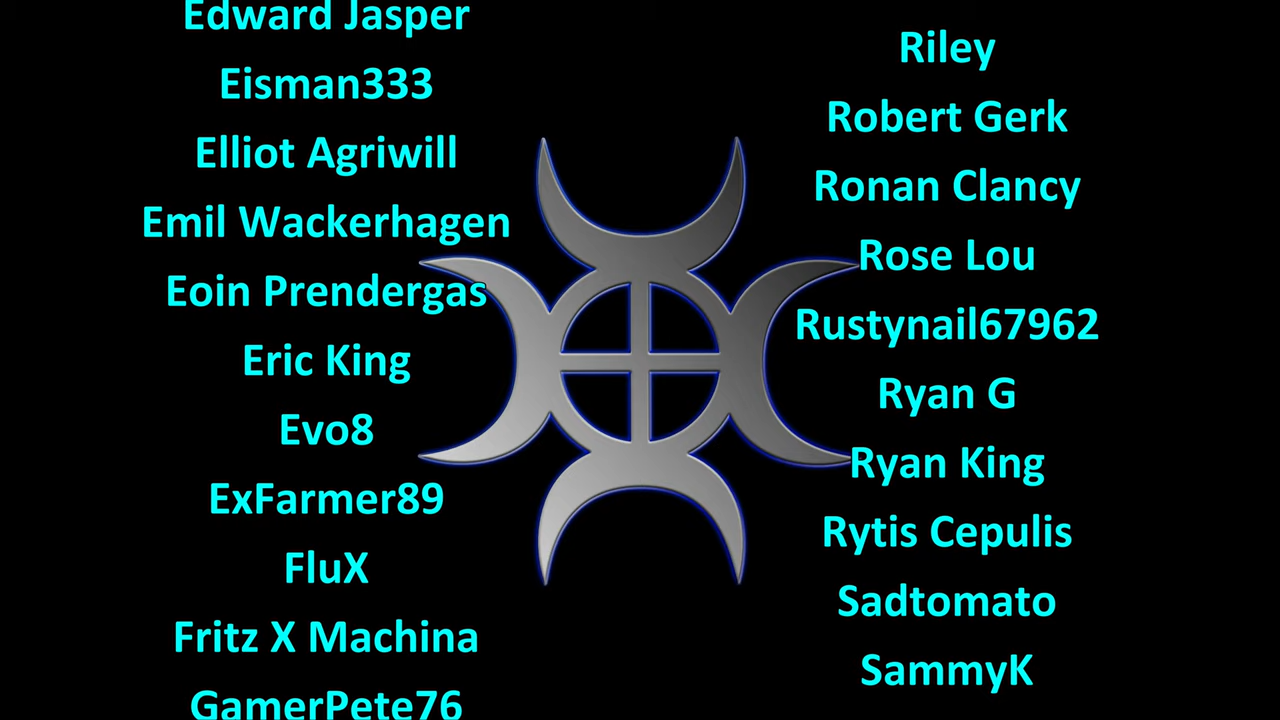 Edward Jasper
Eisman333
Elliot Agriwill
Emil Wackerhagen
Eoin Prendergas
Eric King
Evo8
ExFarmer89
FluX
Fritz X Machina
GamerPete76
Riley
Robert Gerk
Ronan Clancy
Rose Lou
Rustynail67962
Ryan G
Ryan King
Rytis Cepulis
Sadtomato
SammyK